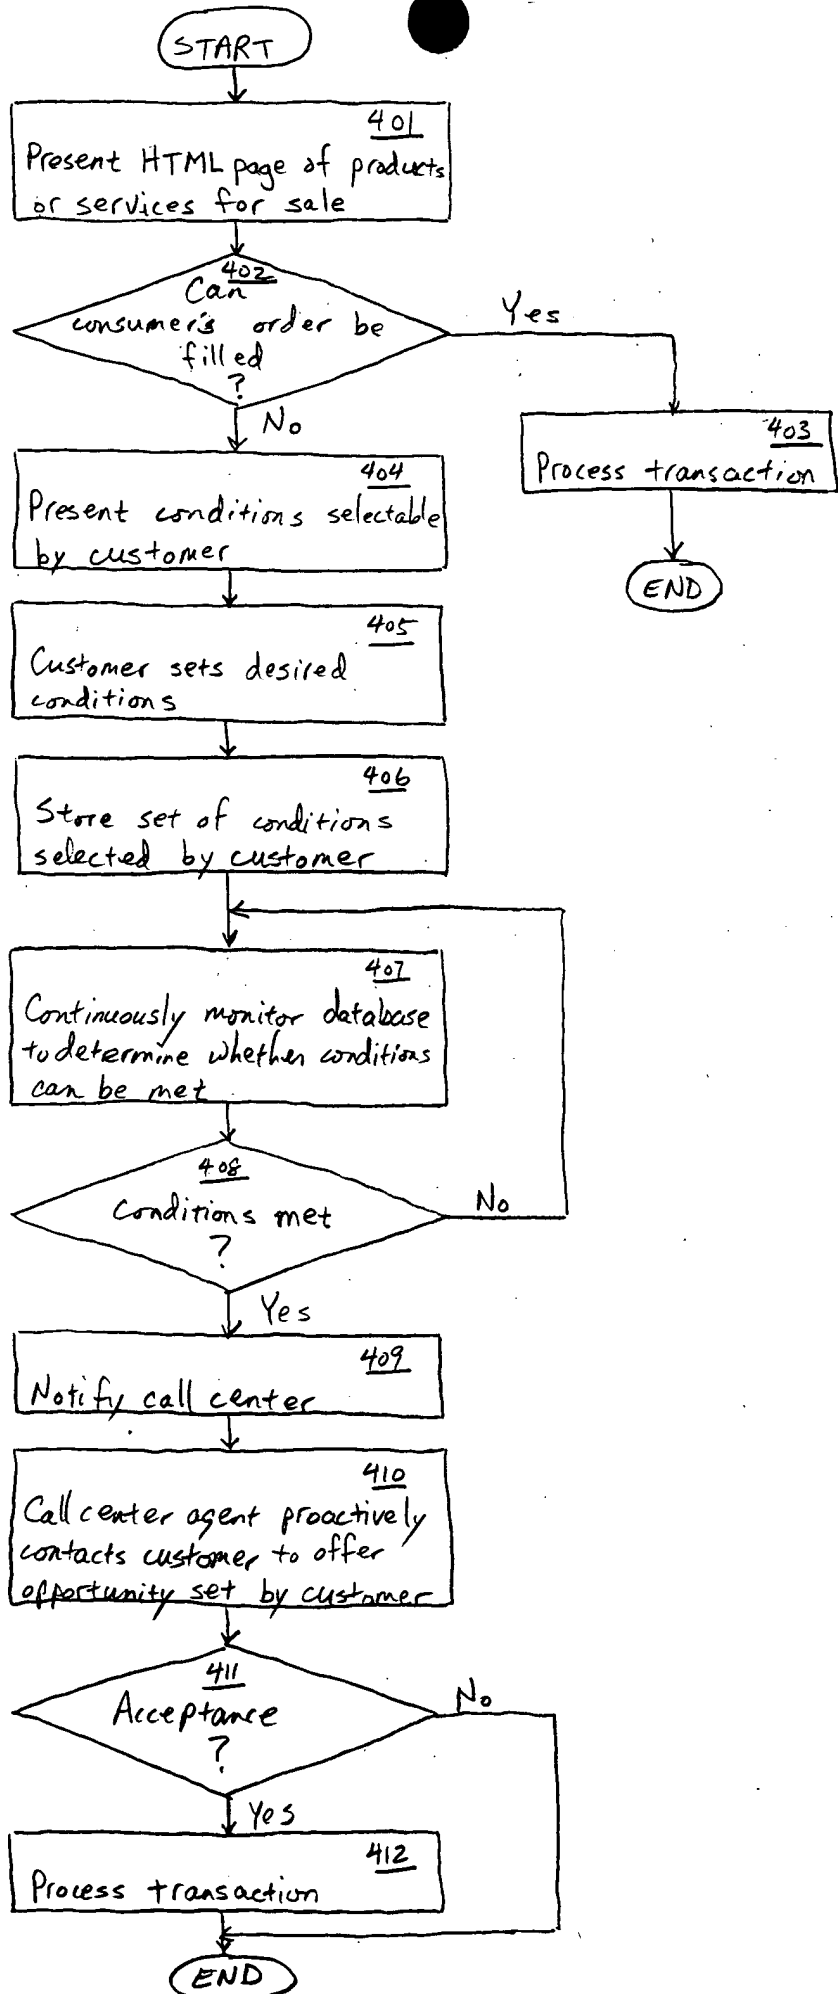 START
401
Present HTML page of products
or services for sale
402
Can
consumer's order be
filled
?
Yes
No
403
Process transaction
END
404
Present conditions selectable
by customer
405
Customer sets desired
conditions
406
Store set of conditions
selected by customer
407
Continuously monitor database
to determine whether conditions
can be met
408
Conditions met
?
No
Yes
409
Notify call center
410
Call center agent proactively
contacts customer to offer
opportunity set by customer
411
Acceptance
?
No
Yes
412
Process transaction
END